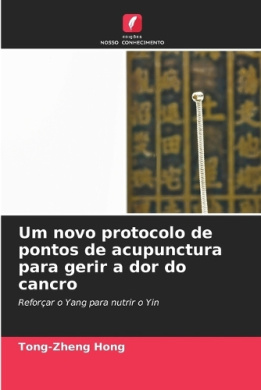 edições
NOSSO CONHECIMENTO
Um novo protocolo de
pontos de acupunctura
para gerir a dor do
cancro
Reforçar o Yang para nutrir o Yin
Tong-Zheng Hong